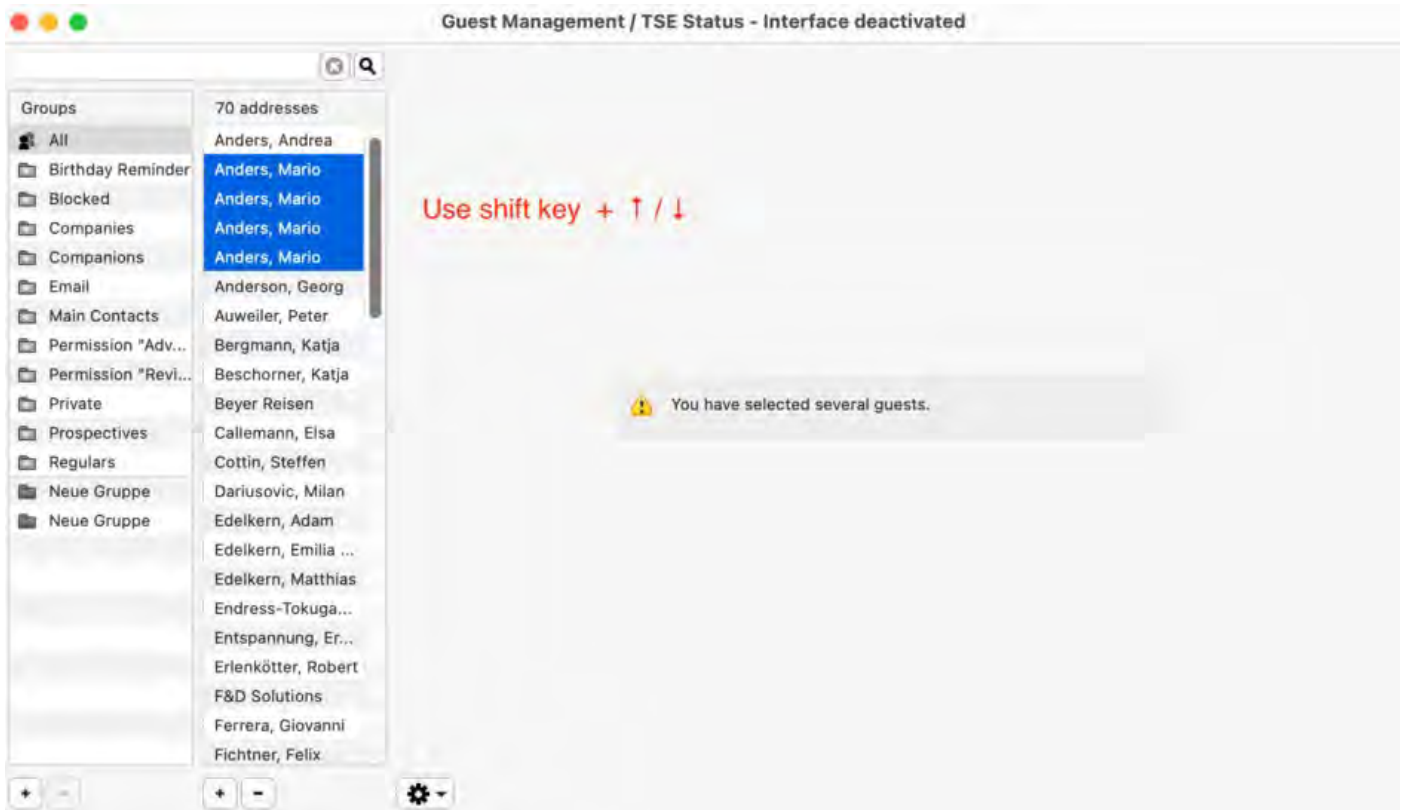 Guest Management / TSE Status - Interface deactivated
Groups
All
Birthday Reminder
Blocked
Companies
Companions
Email
Main Contacts
Permission "Adv...
Permission "Revi...
Private
Prospectives
Regulars
Neue Gruppe
Neue Gruppe
70 addresses
Anders, Andrea
Anders, Mario
Anders, Mario
Anders, Mario
Anders, Mario
Anderson, Georg
Auweiler, Peter
Bergmann, Katja
Beschorner, Katja
Beyer Reisen
Callemann, Elsa
Cottin, Steffen
Dariusovic, Milan
Edelkern, Adam
Edelkern, Emilia ...
Edelkern, Matthias
Endress-Tokuga...
Entspannung, Er...
Erlenkötter, Robert
F&D Solutions
Ferrera, Giovanni
Fichtner, Felix
Use shift key + ↑ / ↓
You have selected several guests.